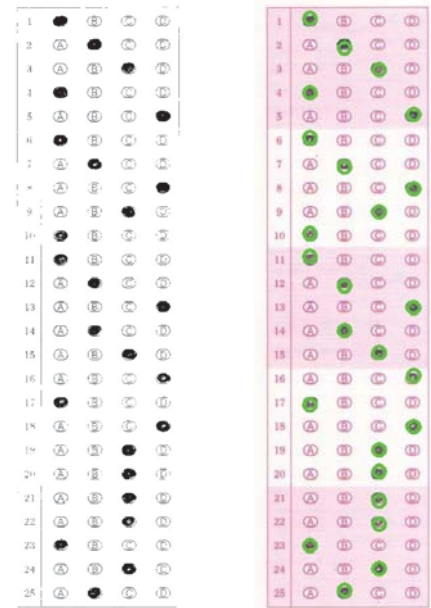 1 B C D
2 A C D
3 A B D
4 B C D
5 A B C
6 B C D
7 A C D
8 A B C
9 A B D
10 B C D
11 B C D
12 A C D
13 A B C
14 A C D
15 A B D
16 A B C
17 B C D
18 A B C
19 A B D
20 A B D
21 A B D
22 A B D
23 B C D
24 A B D
25 A C D
1 B C D
2 A C D
3 A B D
4 B C D
5 A B C
6 B C D
7 A C D
8 A B C
9 A B D
10 B C D
11 B C D
12 A C D
13 A B C
14 A C D
15 A B D
16 A B C
17 B C D
18 A B C
19 A B D
20 A B D
21 A B D
22 A B D
23 B C D
24 A B D
25 A C D